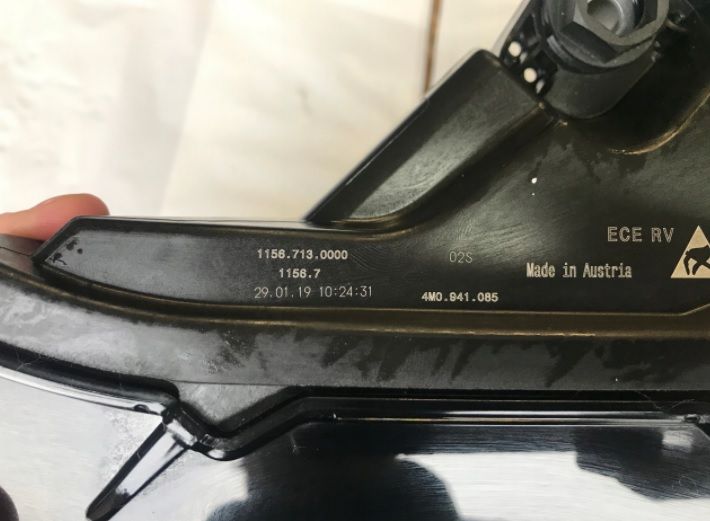 1156.713.0000
1156.7
29.01.19 10:24:31
02S
4M0.941.085
ECE RV
Made in Austria